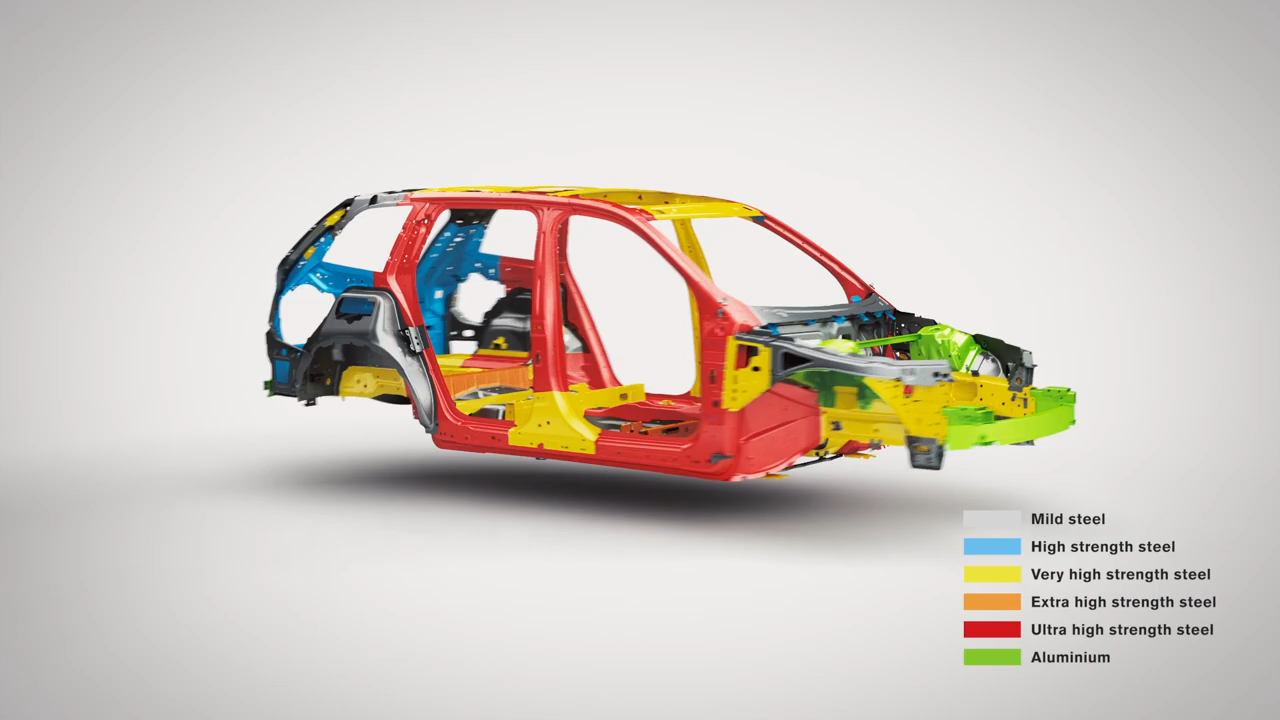 Mild steel
High strength steel
Very high strength steel
Extra high strength steel
Ultra high strength steel
Aluminium